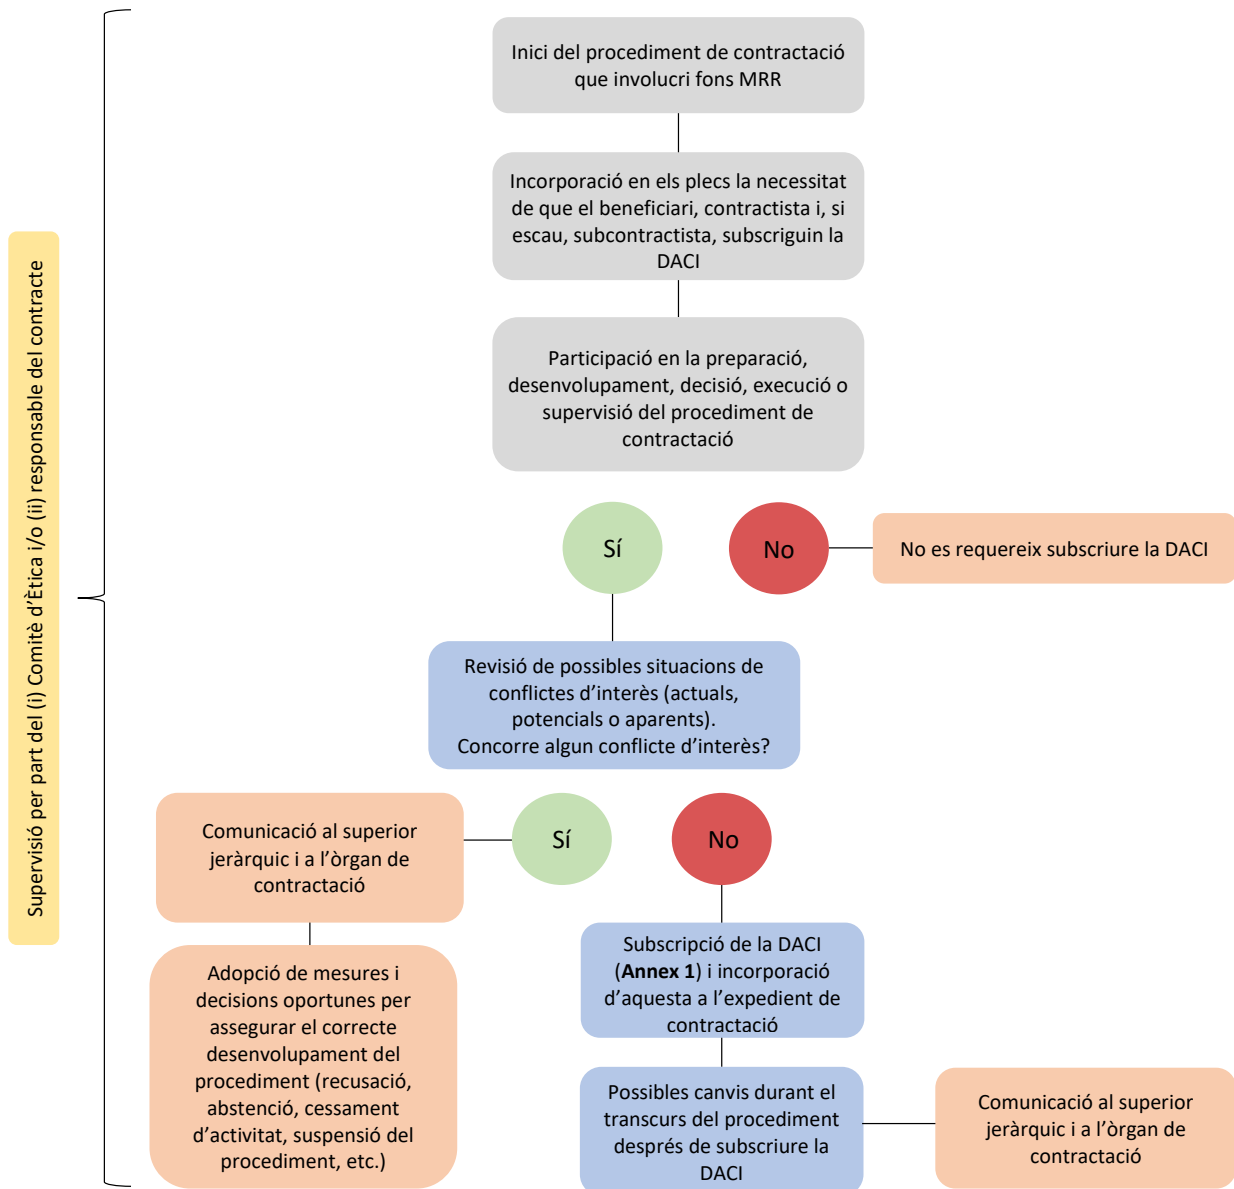 Supervisió per part del (i) Comitè d’Ètica i/o (ii) responsable del contracte
Inici del procediment de contractació
que involucri fons MRR
Incorporació en els plecs la necessitat
de que el beneficiari, contractista i, si
escau, subcontractista, subscriguin la
DACI
Participació en la preparació,
desenvolupament, decisió, execució o
supervisió del procediment de
contractació
Sí
No
No es requereix subscriure la DACI
Revisió de possibles situacions de
conflictes d’interès (actuals,
potencials o aparents).
Concorre algun conflicte d’interès?
Sí
No
Comunicació al superior
jeràrquic i a l’òrgan de
contractació
Adopció de mesures i
decisions oportunes per
assegurar el correcte
desenvolupament del
procediment (recusació,
abstenció, cessament
d’activitat, suspensió del
procediment, etc.)
Subscripció de la DACI
(Annex 1) i incorporació
d’aquesta a l’expedient de
contractació
Possibles canvis durant el
transcurs del procediment
després de subscriure la
DACI
Comunicació al superior
jeràrquic i a l’òrgan de
contractació